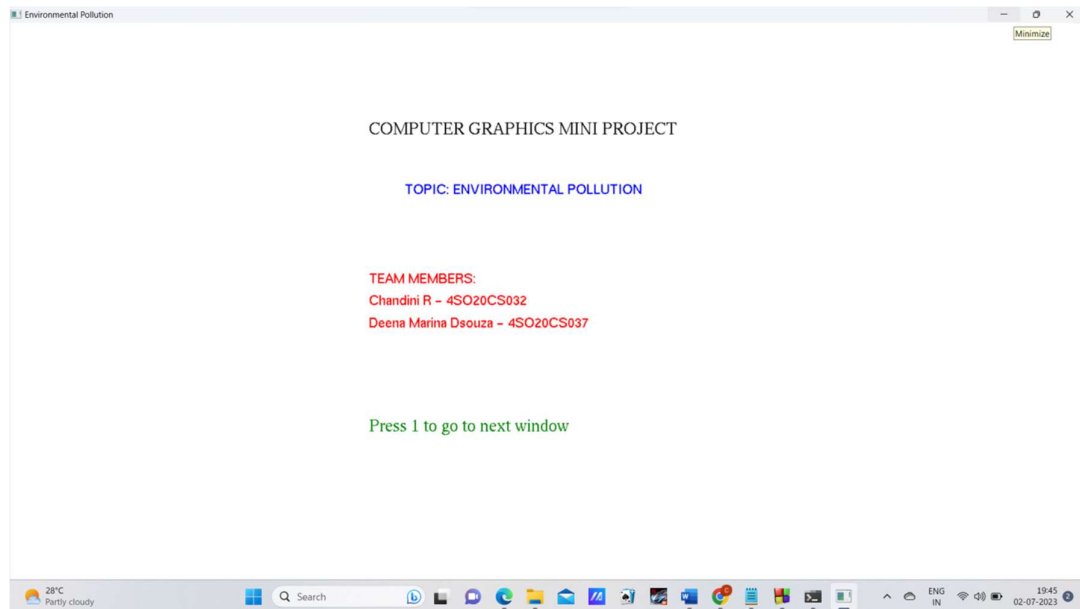 Environmental Pollution
Minimize
COMPUTER GRAPHICS MINI PROJECT
TOPIC: ENVIRONMENTAL POLLUTION
TEAM MEMBERS:
Chandini R - 4SO20CS032
Deena Marina Dsouza - 4SO20CS037
Press 1 to go to next window
28°C
Partly cloudy
Search
ENG
IN
19:45
02-07-2023
2